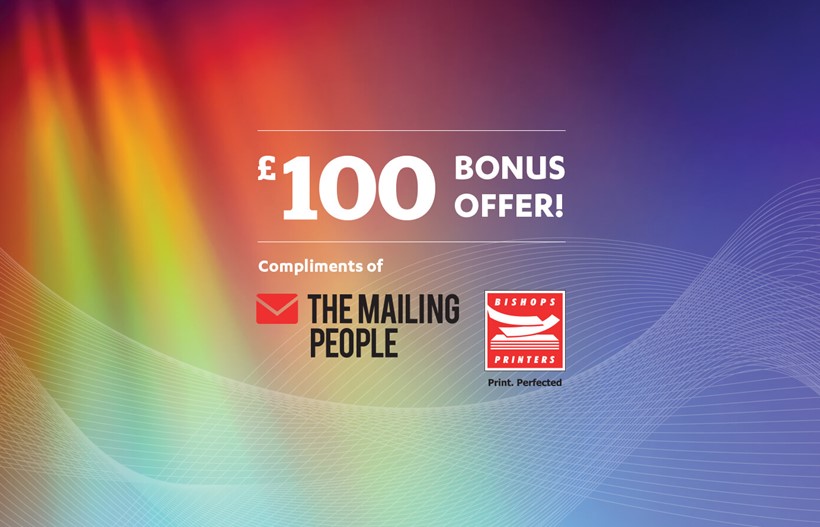 £100 BONUS
OFFER!
Compliments of
THE MAILING
PEOPLE
BISHOPS
PRINTERS
Print. Perfected